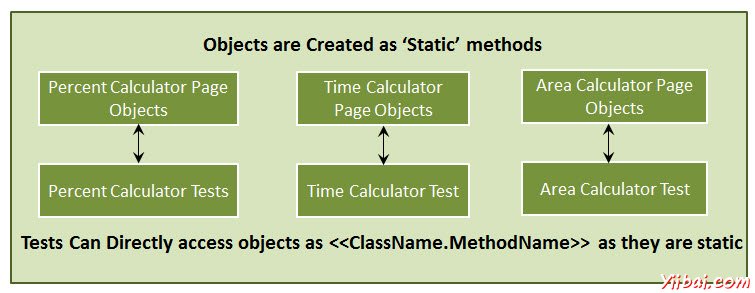 Objects are Created as ‘Static’ methods
Percent Calculator Page
Objects
Time Calculator
Page Objects
Area Calculator Page
Objects
Percent Calculator Tests
Time Calculator Test
Area Calculator Test
Tests Can Directly access objects as <<ClassName.MethodName>> as they are static
Yiibai.com